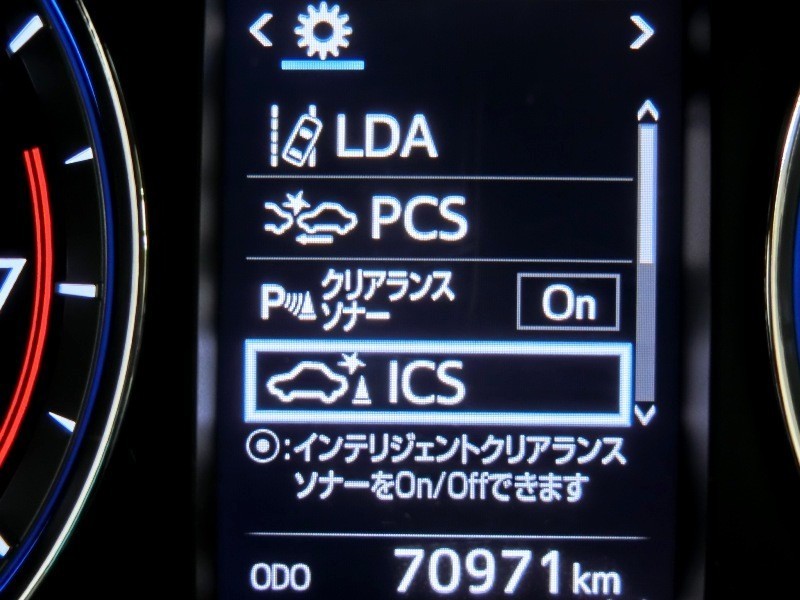 LDA
PCS
P クリアランス
ソナー
On
ICS
:インテリジェントクリアランス
ソナーをOn/Offできます
ODO 70971km
7